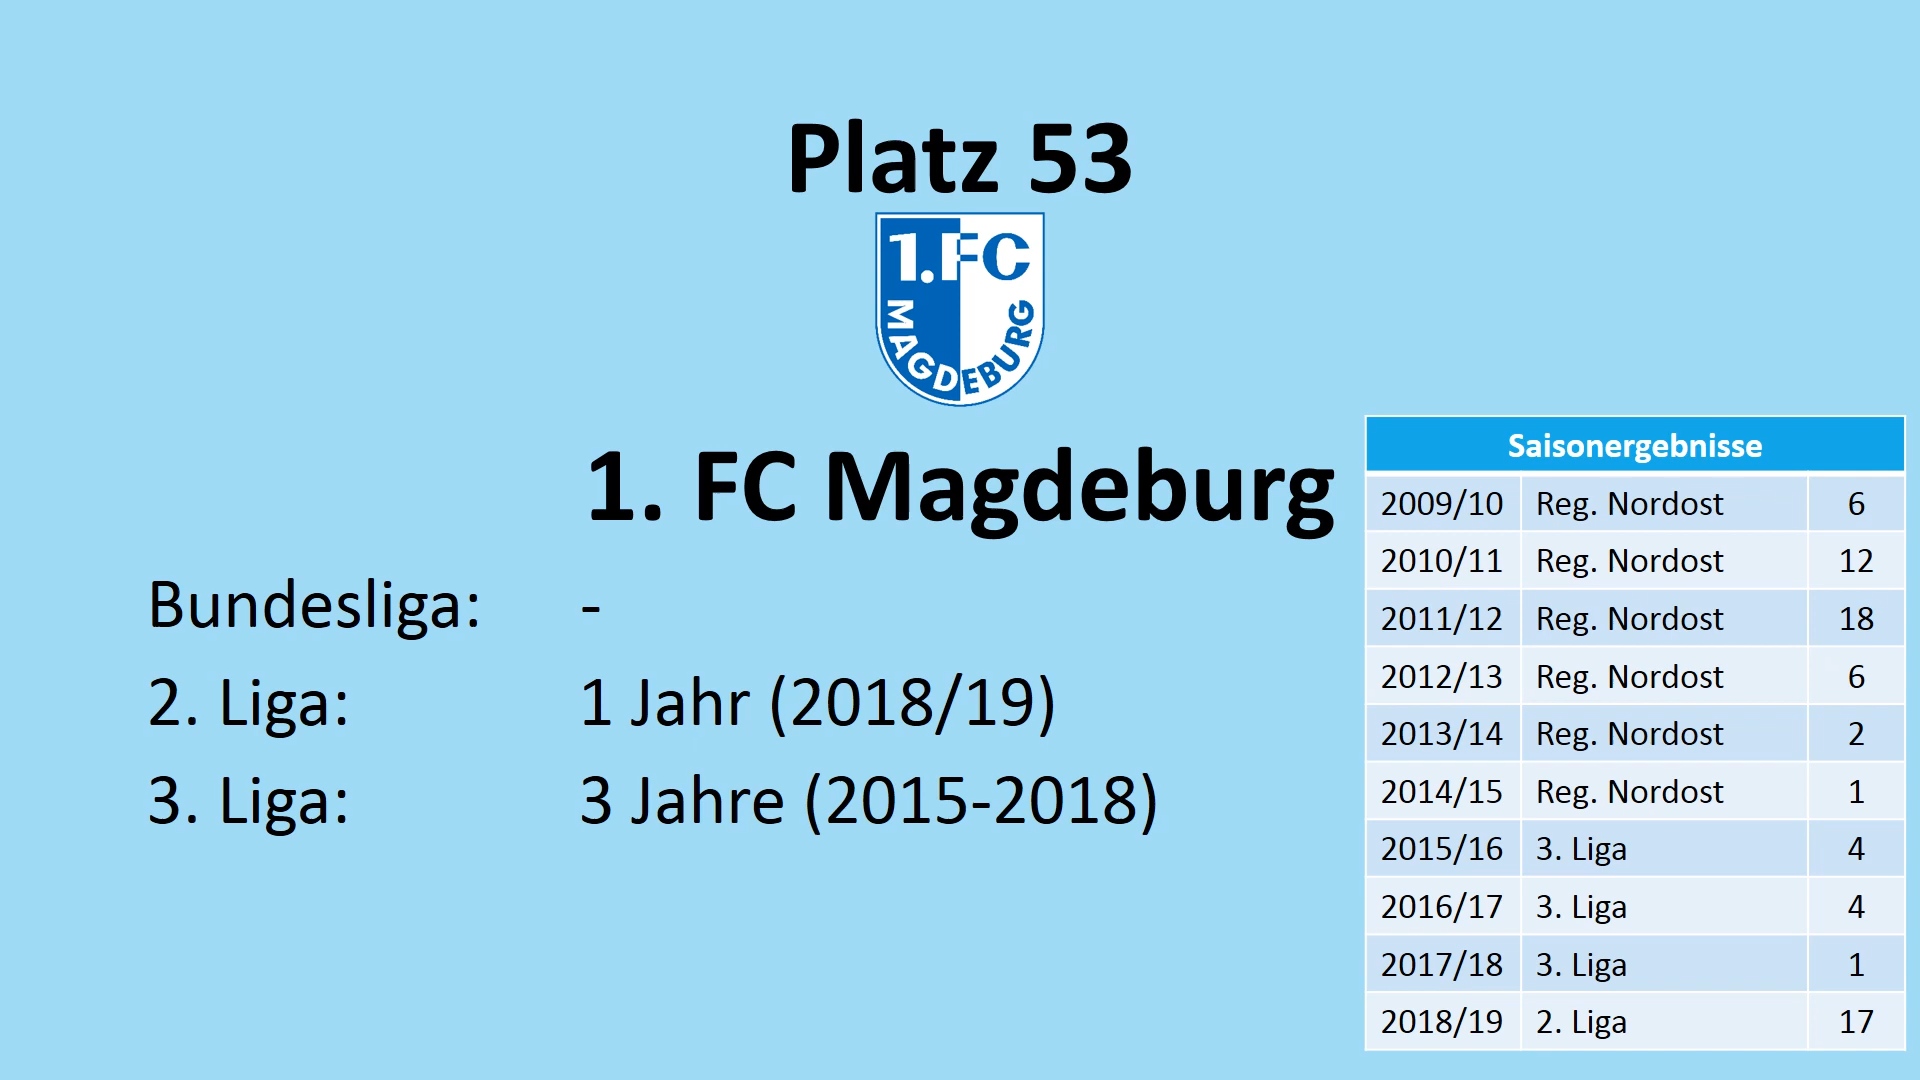 Platz 53
1.FC
MAGDEBURG
1. FC Magdeburg
Bundesliga: -
2. Liga: 1 Jahr (2018/19)
3. Liga: 3 Jahre (2015-2018)
Saisonergebnisse
2009/10 Reg. Nordost 6
2010/11 Reg. Nordost 12
2011/12 Reg. Nordost 18
2012/13 Reg. Nordost 6
2013/14 Reg. Nordost 2
2014/15 Reg. Nordost 1
2015/16 3. Liga 4
2016/17 3. Liga 4
2017/18 3. Liga 1
2018/19 2. Liga 17